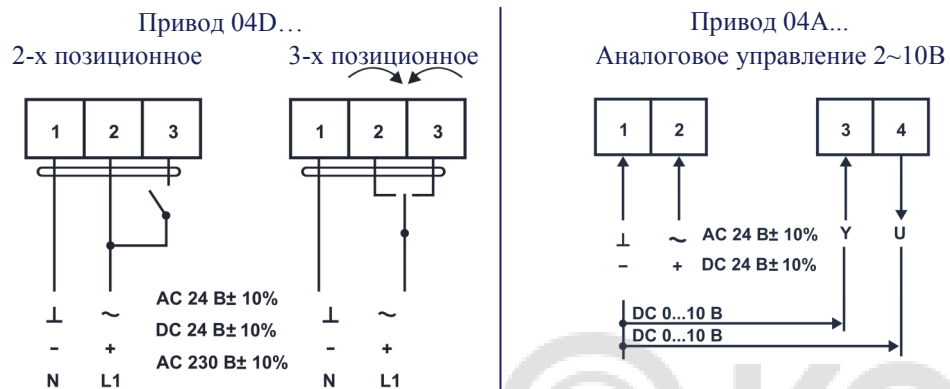 Привод 04D...
2-х позиционное 3-х позиционное
1 2 3
1 2 3
⊥ ~
- +
N L1
AC 24 В± 10%
DC 24 В± 10%
AC 230 В± 10%
⊥ ~
- +
N L1
Привод 04A...
Аналоговое управление 2~10В
1 2
3 4
⊥ ~ AC 24 В± 10%
- + DC 24 В± 10%
Y U
DC 0...10 В
DC 0...10 В